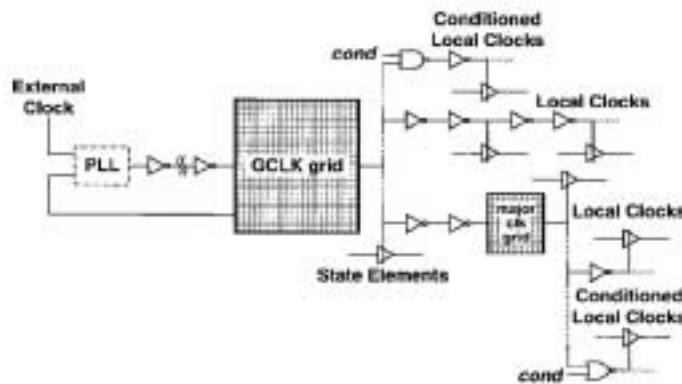 Conditioned
Local Clocks
cond
External
Clock
Local Clocks
PLL
GCLK grid
major
clk
grid
Local Clocks
State Elements
Conditioned
Local Clocks
cond